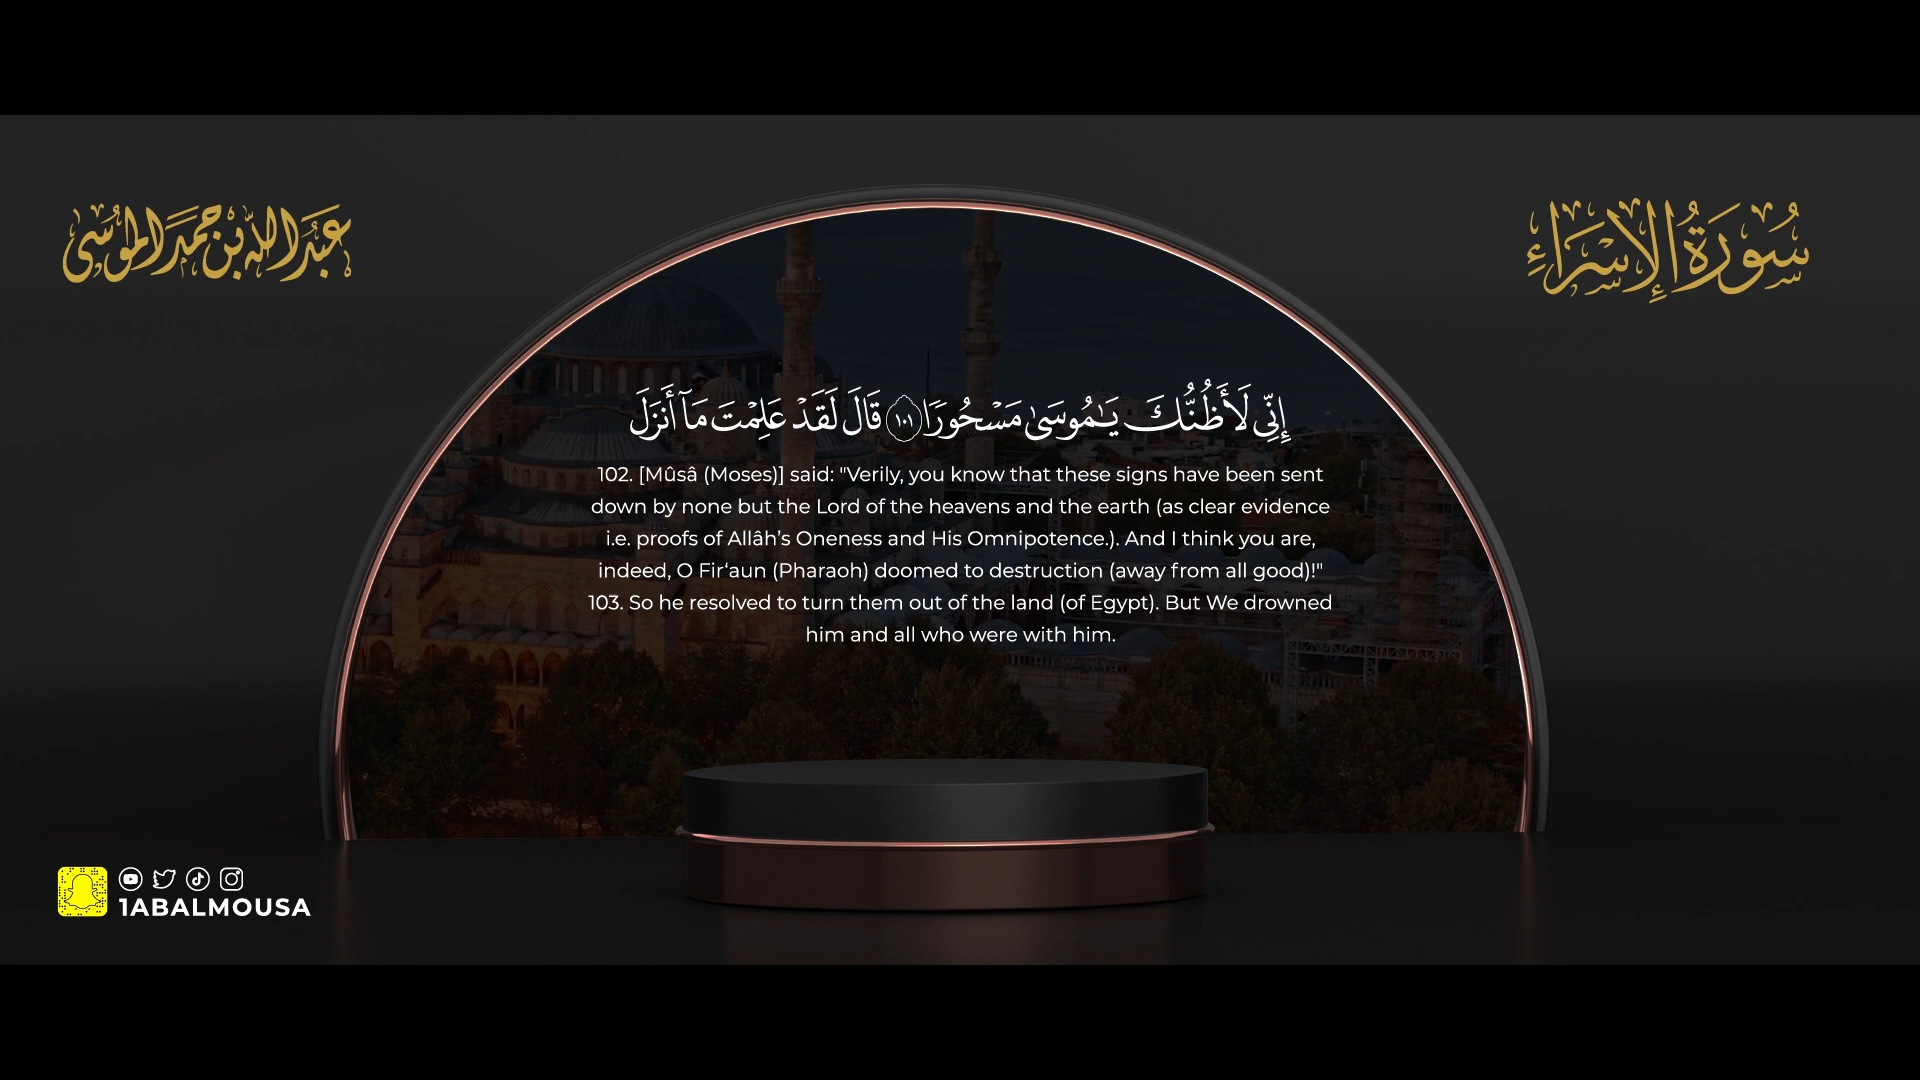 عبدالله بن حمد الموسى
سُورَةُ الإِسْرَاءِ
إِنِّي لَأَظُنُّكَ يَـٰمُوسَىٰ مَسْحُورًا ١٠١ قَالَ لَقَدْ عَلِمْتَ مَآ أَنزَلَ
102. [Mûsâ (Moses)] said: "Verily, you know that these signs have been sent
down by none but the Lord of the heavens and the earth (as clear evidence
i.e. proofs of Allâh’s Oneness and His Omnipotence.). And I think you are,
indeed, O Fir‘aun (Pharaoh) doomed to destruction (away from all good)!"
103. So he resolved to turn them out of the land (of Egypt). But We drowned
him and all who were with him.
1ABALMOUSA